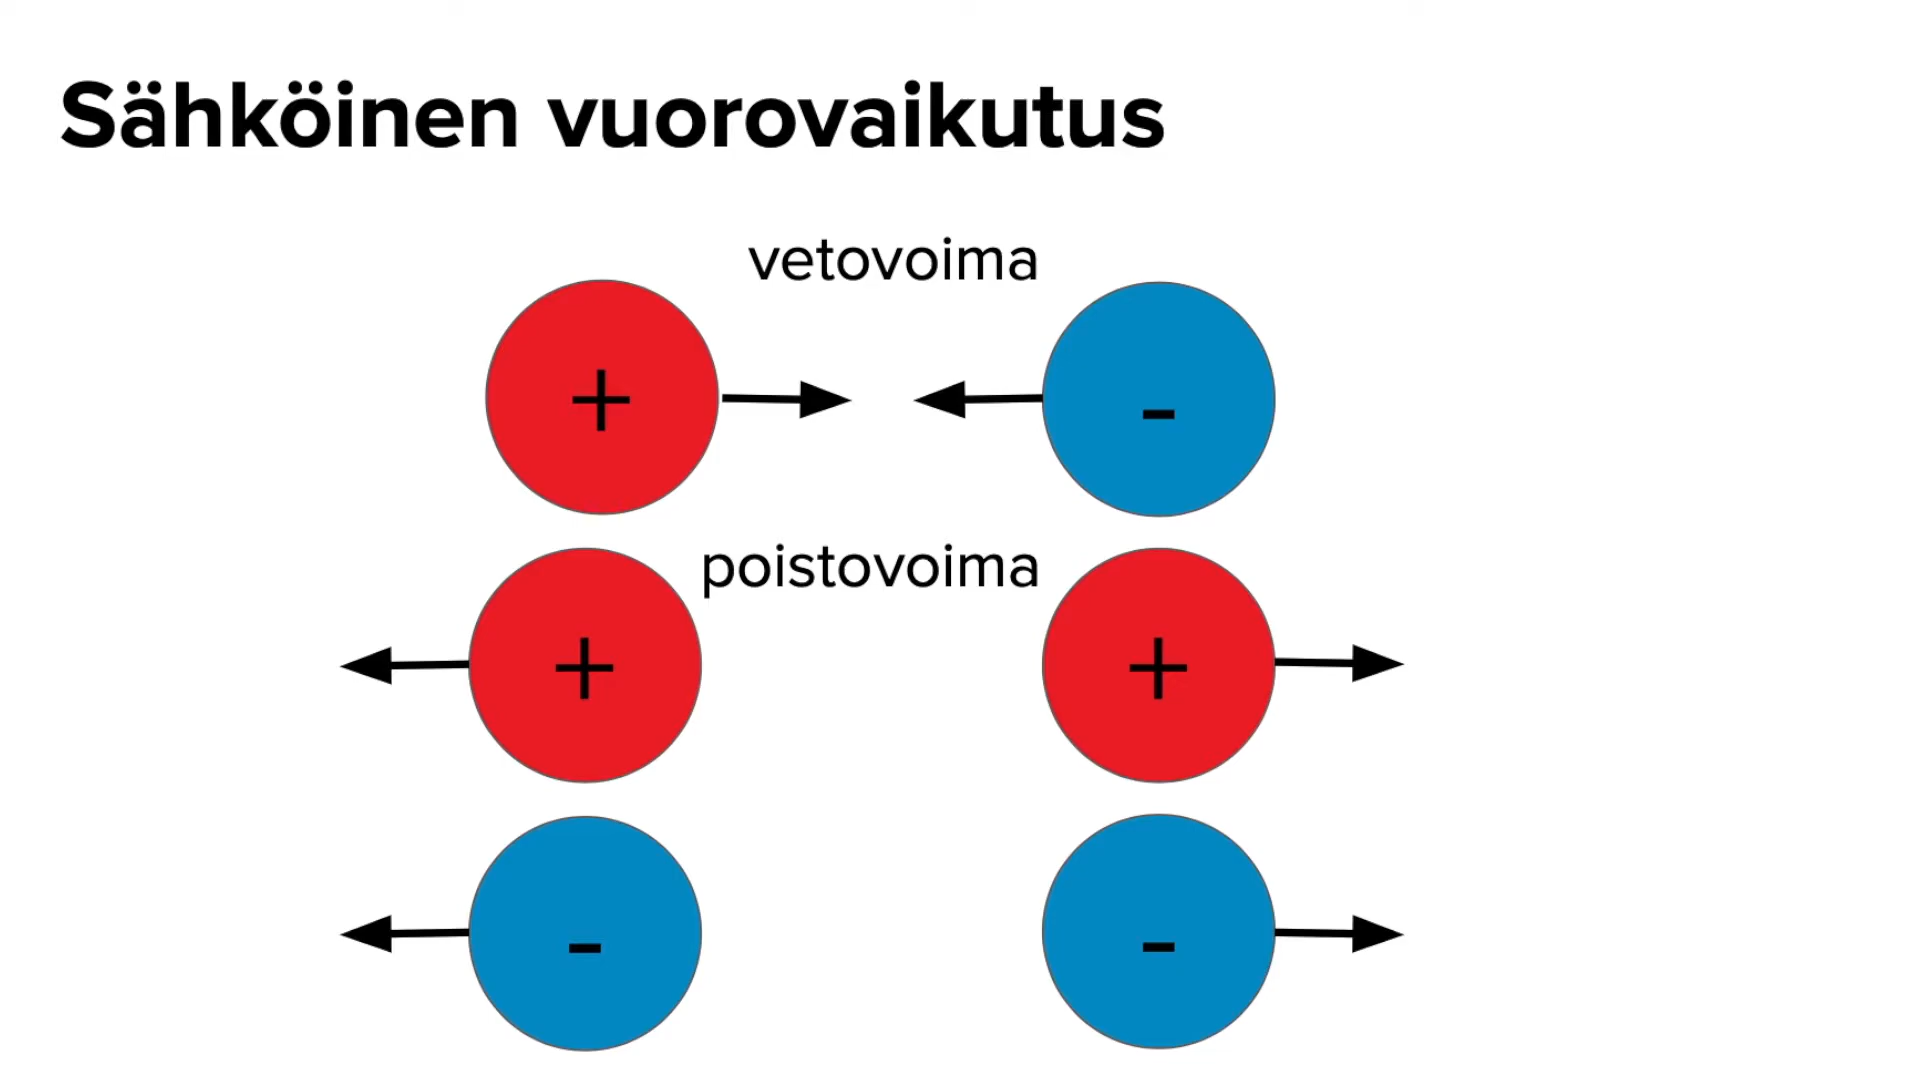 Sähköinen vuorovaikutus
vetovoima
+ -
poistovoima
+ +
- -